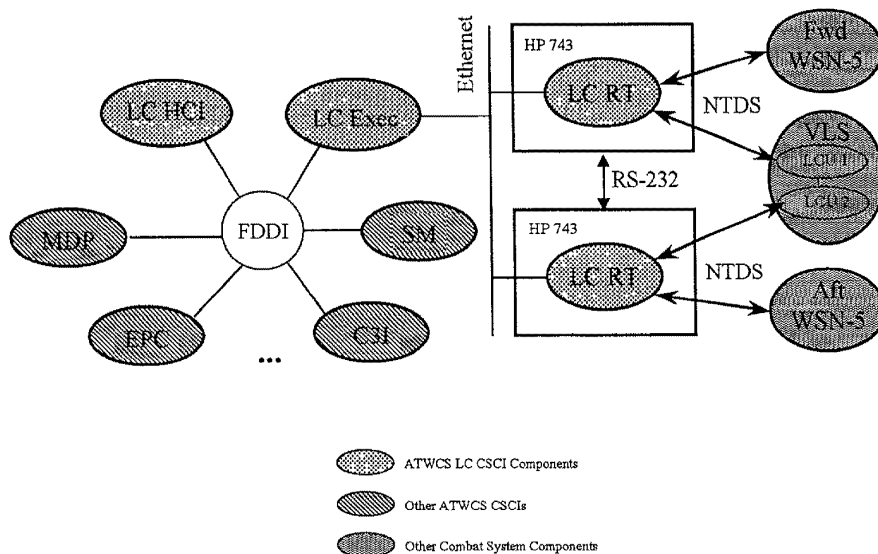 Ethernet
HP 743
LC RT
Fwd
WSN-5
NTDS
LC HCI
LC Exec
VLS
LCU 1
LCU 2
RS-232
FDDI
MDP
SM
HP 743
LC RT
NTDS
Aft
WSN-5
EPC
C3I
...
ATWCS LC CSCI Components
Other ATWCS CSCIs
Other Combat System Components